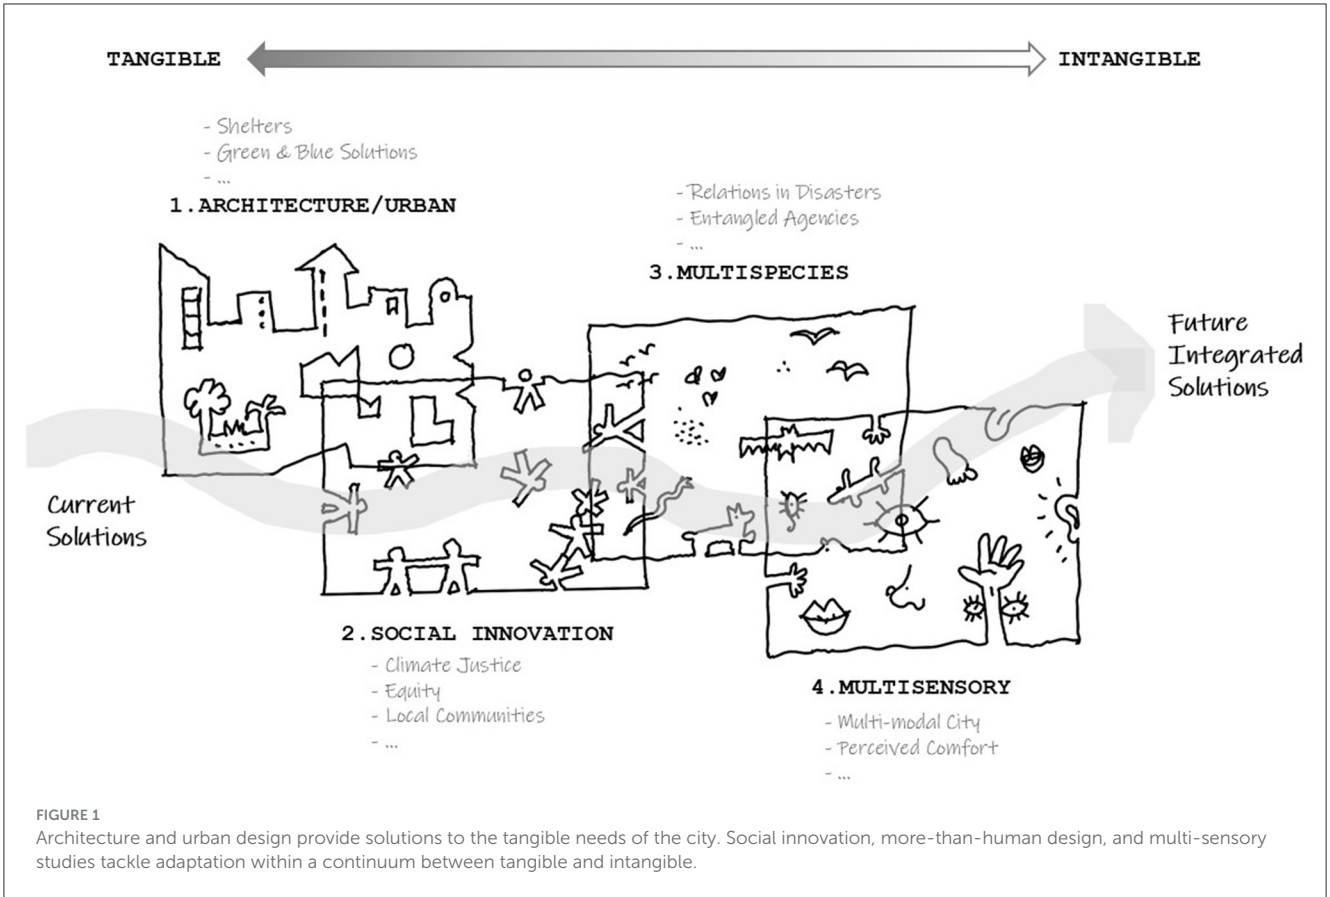 TANGIBLE
INTANGIBLE
- Shelters
- Green & Blue Solutions
- ...
1.ARCHITECTURE/URBAN
- Relations in Disasters
- Entangled Agencies
- ...
3.MULTISPECIES
Future
Integrated
Solutions
Current
Solutions
2.SOCIAL INNOVATION
- Climate Justice
- Equity
- Local Communities
- ...
4.MULTISENSORY
- Multi-modal City
- Perceived Comfort
- ...
FIGURE 1
Architecture and urban design provide solutions to the tangible needs of the city. Social innovation, more-than-human design, and multi-sensory
studies tackle adaptation within a continuum between tangible and intangible.